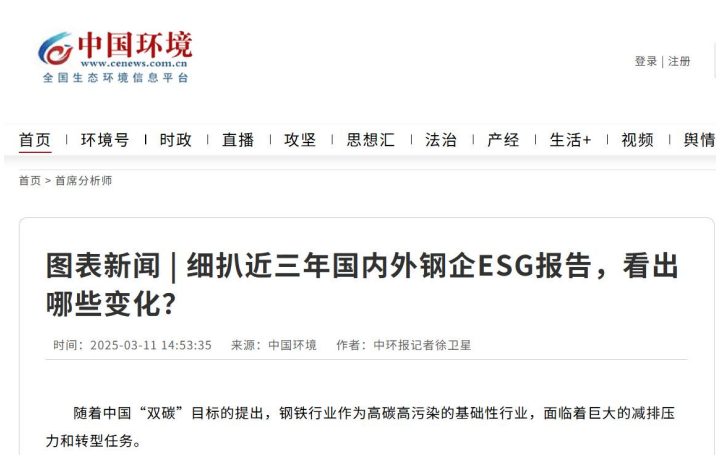 中国环境
www.cenews.com.cn
全国生态环境信息平台
登录 | 注册
首页 | 环境号 | 时政 | 直播 | 攻坚 | 思想汇 | 法治 | 产经 | 生活+ | 视频 | 舆情
首页 > 首席分析师
图表新闻 | 细扒近三年国内外钢企ESG报告，看出
哪些变化？
时间：2025-03-11 14:53:35 来源：中国环境 作者：中环报记者徐卫星
随着中国“双碳”目标的提出，钢铁行业作为高碳高污染的基础性行业，面临着巨大的减排压
力和转型任务。